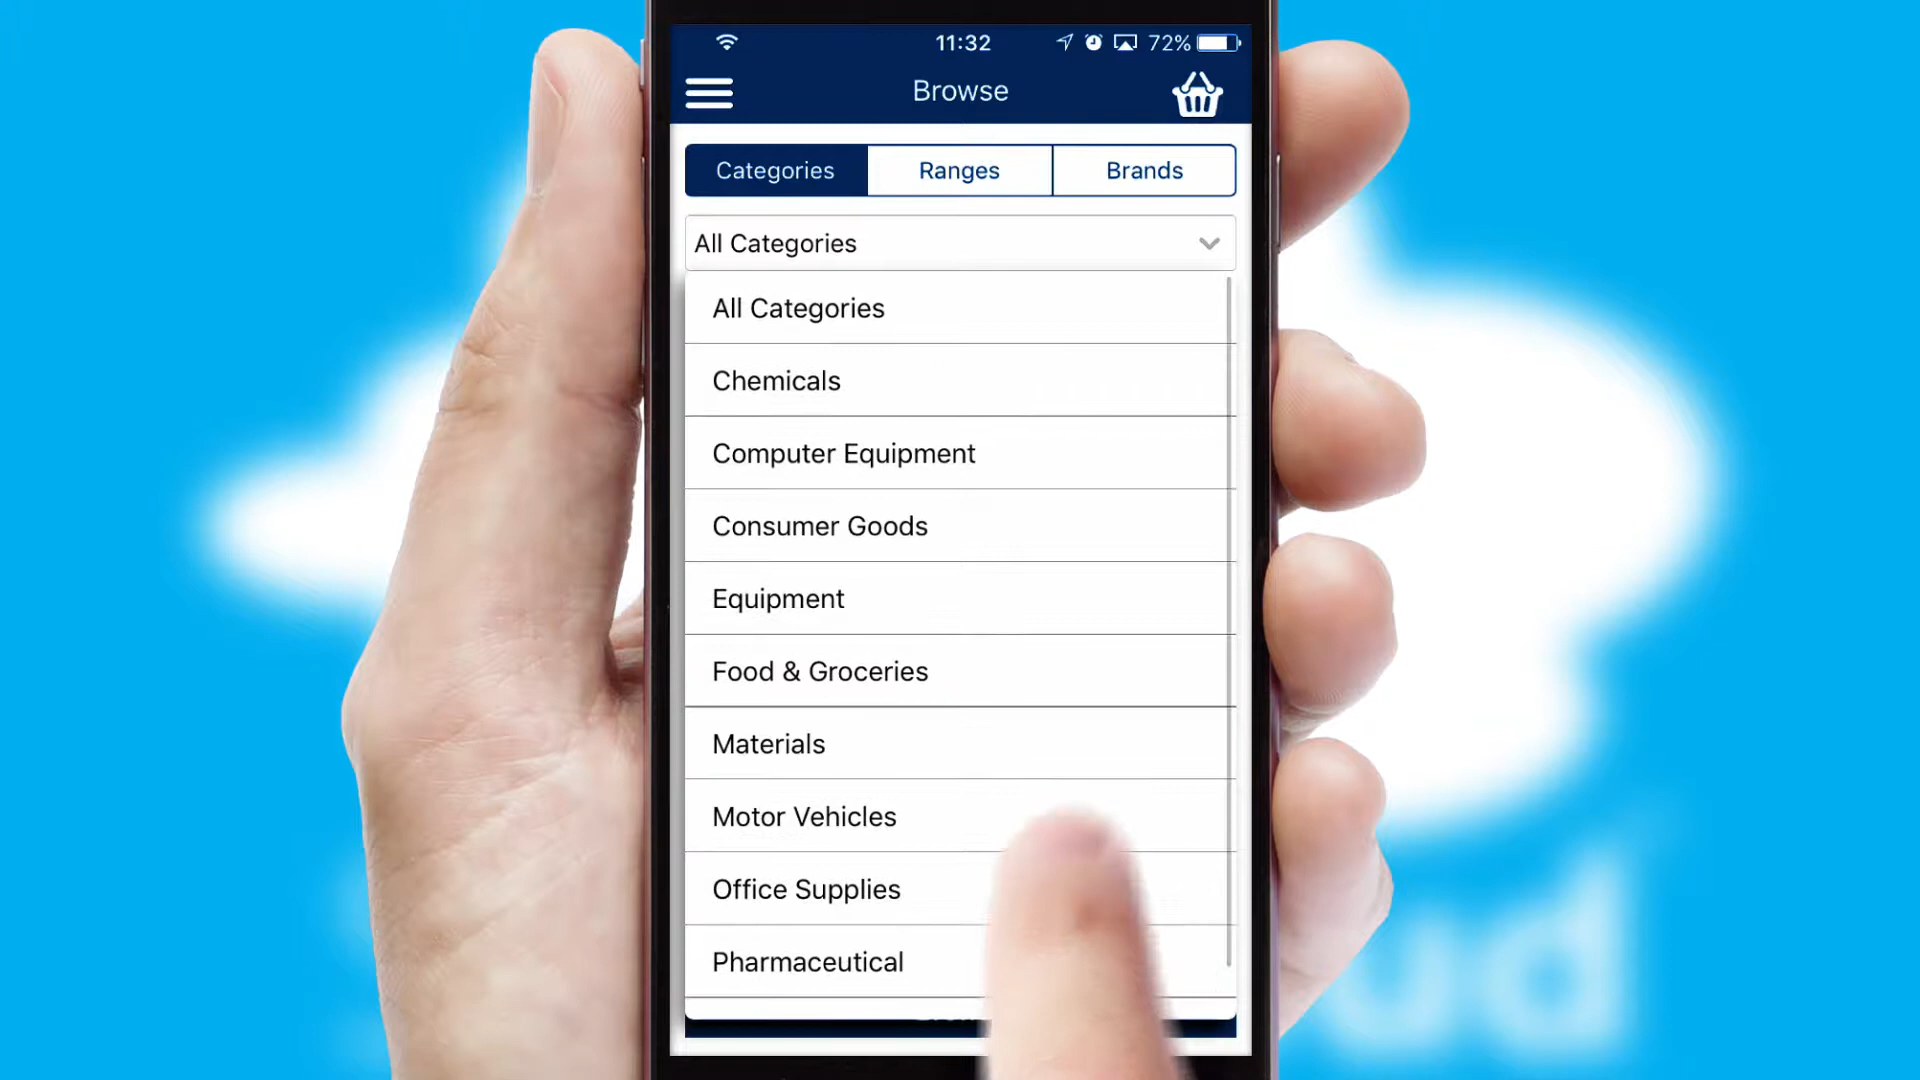 11:32
72%
Browse
Categories
Ranges
Brands
All Categories
All Categories
Chemicals
Computer Equipment
Consumer Goods
Equipment
Food & Groceries
Materials
Motor Vehicles
Office Supplies
Pharmaceutical
ud